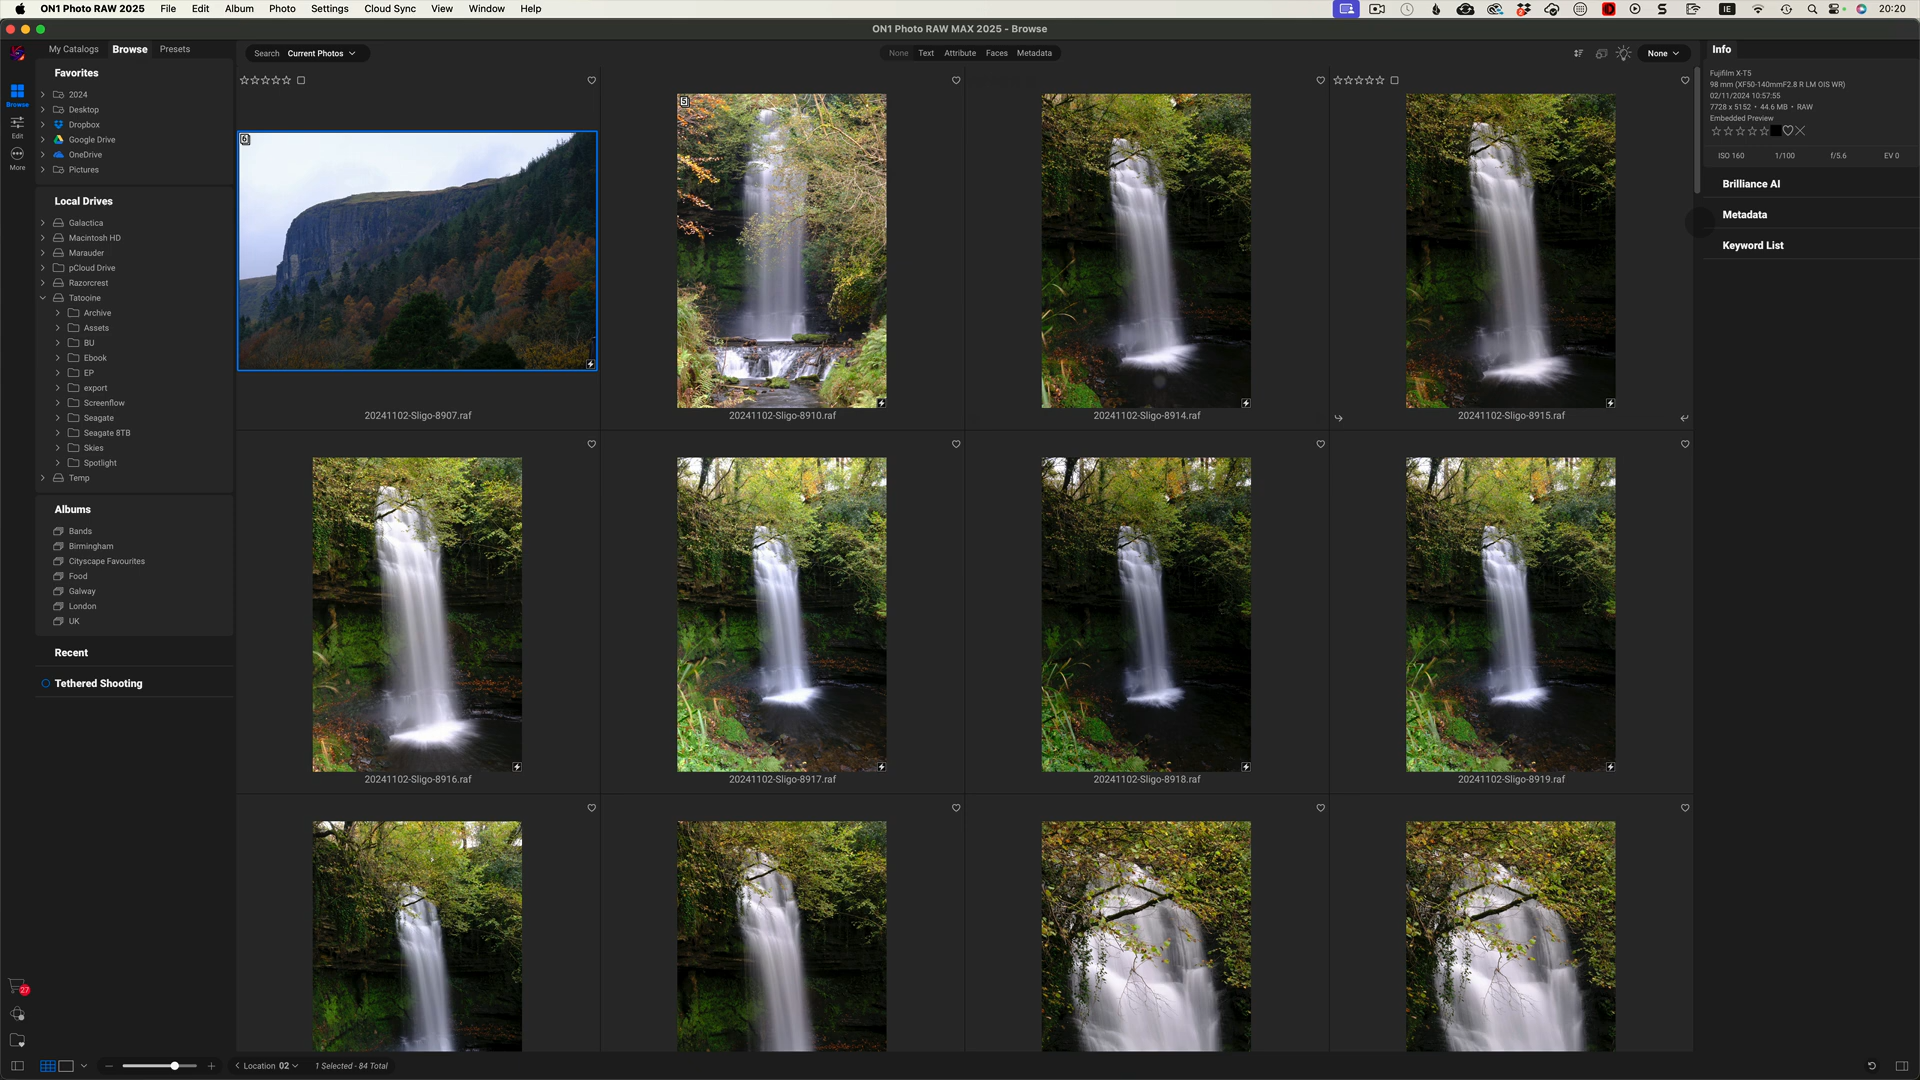 ON1 Photo RAW 2025 File Edit Album Photo Settings Cloud Sync View Window Help IE 20:20
ON1 Photo RAW MAX 2025 - Browse
My Catalogs Browse Presets
Search Current Photos
None Text Attribute Faces Metadata
None
Info
Browse
Edit
More
27
Favorites
2024
Desktop
Dropbox
Google Drive
OneDrive
Pictures
Local Drives
Galactica
Macintosh HD
Marauder
pCloud Drive
Razorcrest
Tatooine
Archive
Assets
BU
Ebook
EP
export
Screenflow
Seagate
Seagate 8TB
Skies
Spotlight
Temp
Albums
Bands
Birmingham
Cityscape Favourites
Food
Galway
London
UK
Recent
Tethered Shooting
6
5
20241102-Sligo-8907.raf
20241102-Sligo-8910.raf
20241102-Sligo-8914.raf
20241102-Sligo-8915.raf
20241102-Sligo-8916.raf
20241102-Sligo-8917.raf
20241102-Sligo-8918.raf
20241102-Sligo-8919.raf
Fujifilm X-T5
98 mm (XF50-140mmF2.8 R LM OIS WR)
02/11/2024 10:57:55
7728 x 5152 • 44.6 MB • RAW
Embedded Preview
ISO 160 1/100 f/5.6 EV 0
Brilliance AI
Metadata
Keyword List
Location 02 1 Selected - 84 Total